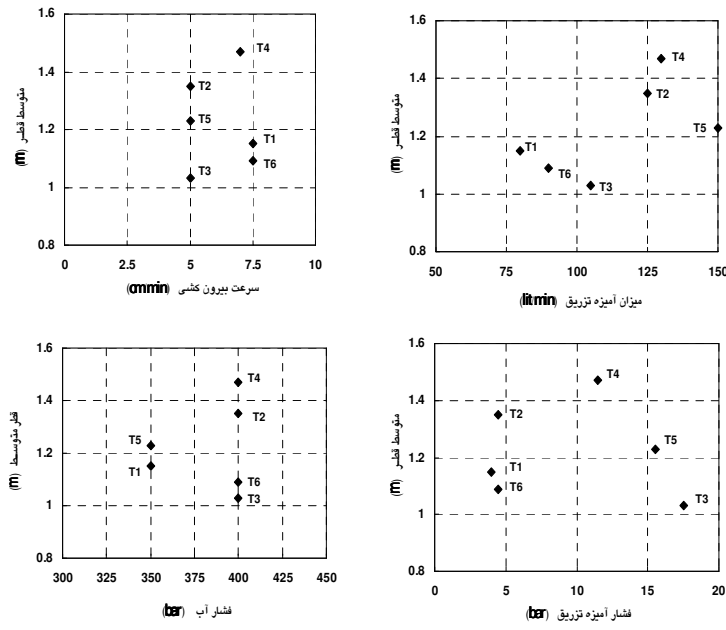 1.6
1.4
1.2
1
0.8
0
2.5
5
7.5
10
T4
T2
T5
T1
T6
T3
متوسط قطر (m)
سرعت بیرون کشی (cm/min)
1.6
1.4
1.2
1
0.8
50
75
100
125
150
T4
T2
T5
T1
T6
T3
متوسط قطر (m)
میزان آمیزه تزریق (lit/min)
1.6
1.4
1.2
1
0.8
300
325
350
375
400
425
450
T4
T2
T5
T1
T6
T3
قطر متوسط (m)
فشار آب (bar)
1.6
1.4
1.2
1
0.8
0
5
10
15
20
T4
T2
T5
T1
T6
T3
متوسط قطر (m)
فشار آمیزه تزریق (bar)